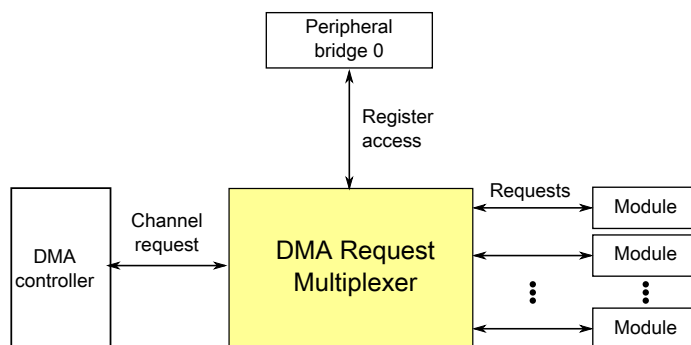 Peripheral
bridge 0
Register
access
Requests
Module
Channel
request
DMA
controller
DMA Request
Multiplexer
Module
Module